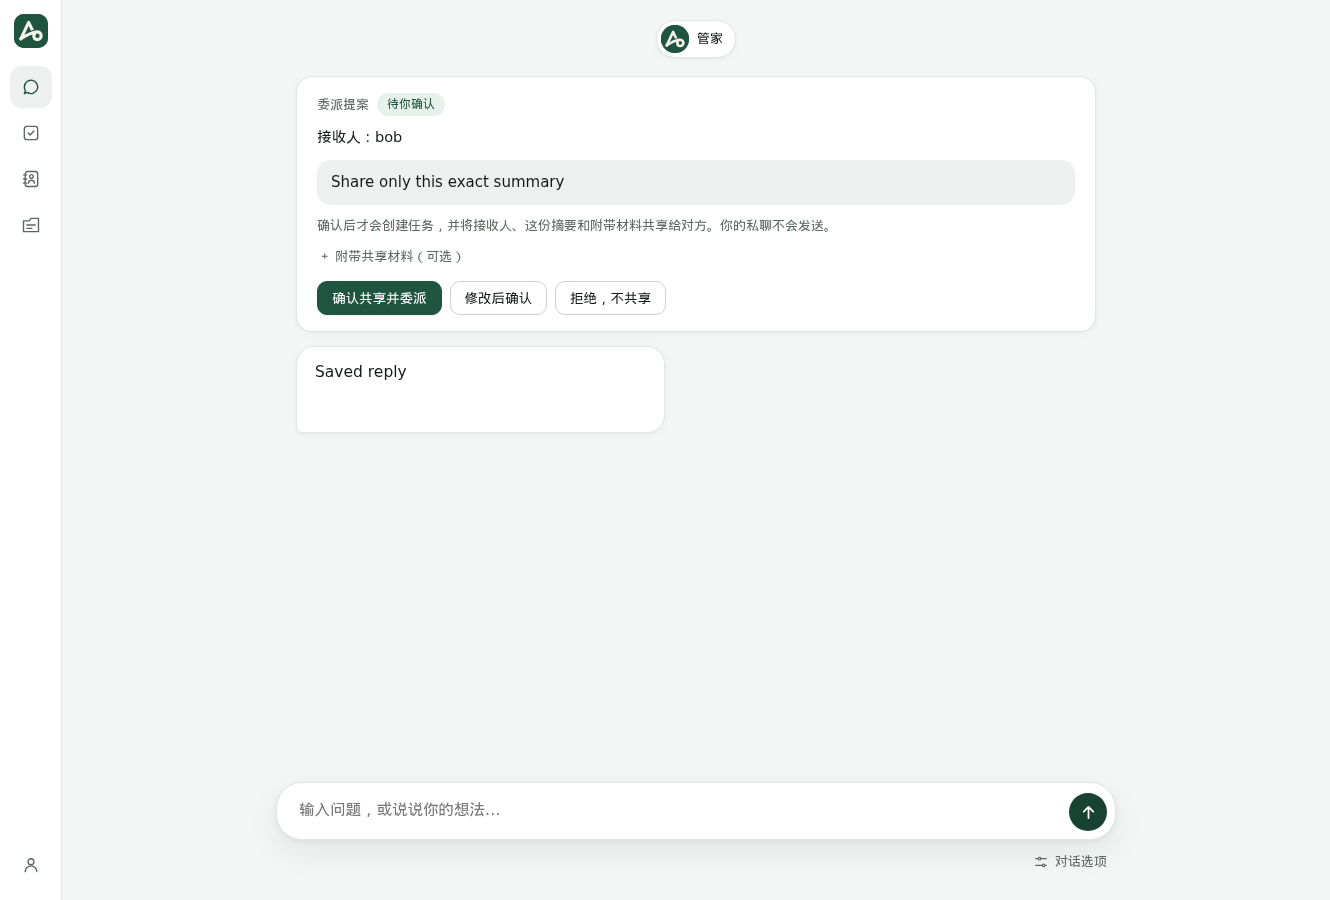 管家
委派提案 待你确认
接收人：bob
Share only this exact summary
确认后才会创建任务，并将接收人、这份摘要和附带材料共享给对方。你的私聊不会发送。
+ 附带共享材料（可选）
确认共享并委派 修改后确认 拒绝，不共享
Saved reply
输入问题，或说说你的想法...
对话选项